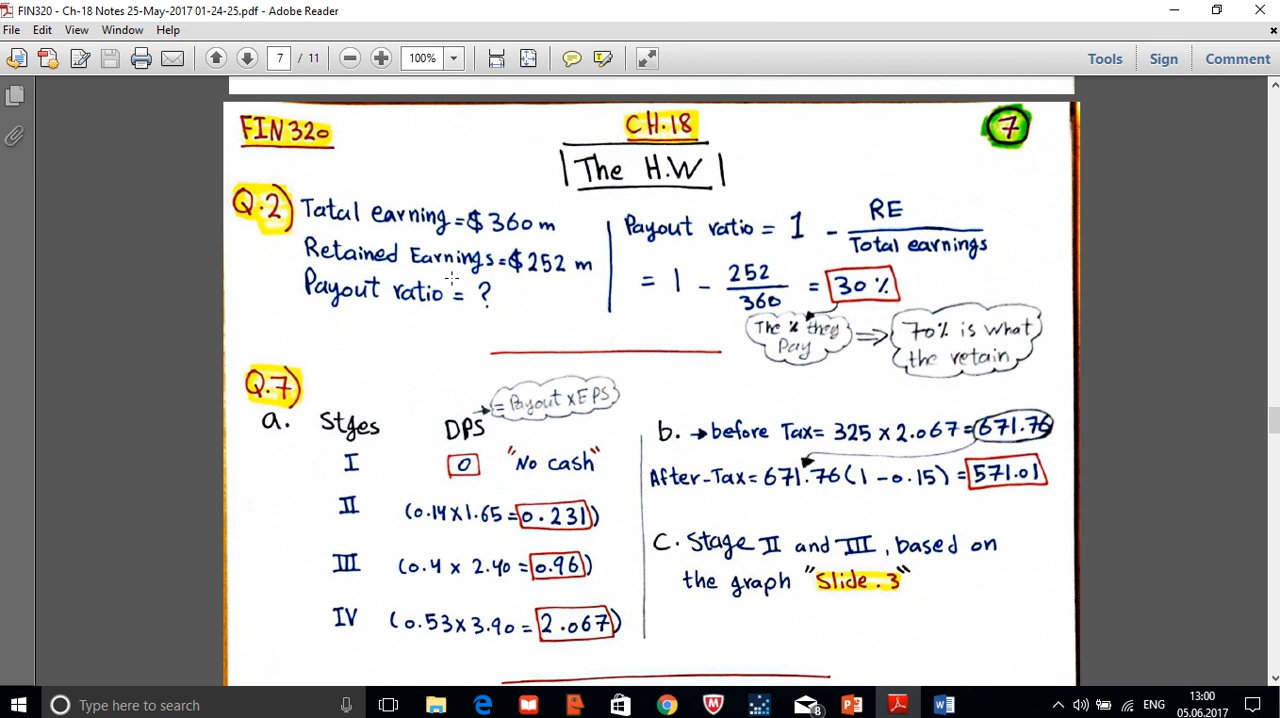 FIN320 - Ch-18 Notes 25-May-2017 01-24-25.pdf - Adobe Reader
File Edit View Window Help
7 / 11 100% Tools Sign Comment
FIN320 CH.18 7
The H.W
Q.2) Tatal earning = $ 360 m
Retained Earnings = $ 252 m
Payout ratio = ?
Payout ratio = 1 - RE / Total earnings
= 1 - 252 / 360 = 30%
The % they Pay ⇒ 70% is what the retain
Q.7)
a. Stges DPS = Payout x EPS
I 0 "No cash"
II (0.14 x 1.65 = 0.231)
III (0.4 x 2.40 = 0.96)
IV (0.53 x 3.90 = 2.067)
b. → before Tax = 325 x 2.067 = 671.76
After-Tax = 671.76 (1 - 0.15) = 571.01
C. Stage II and III, based on
the graph "Slide.3"
Type here to search
8
ENG
13:00
05.06.2017